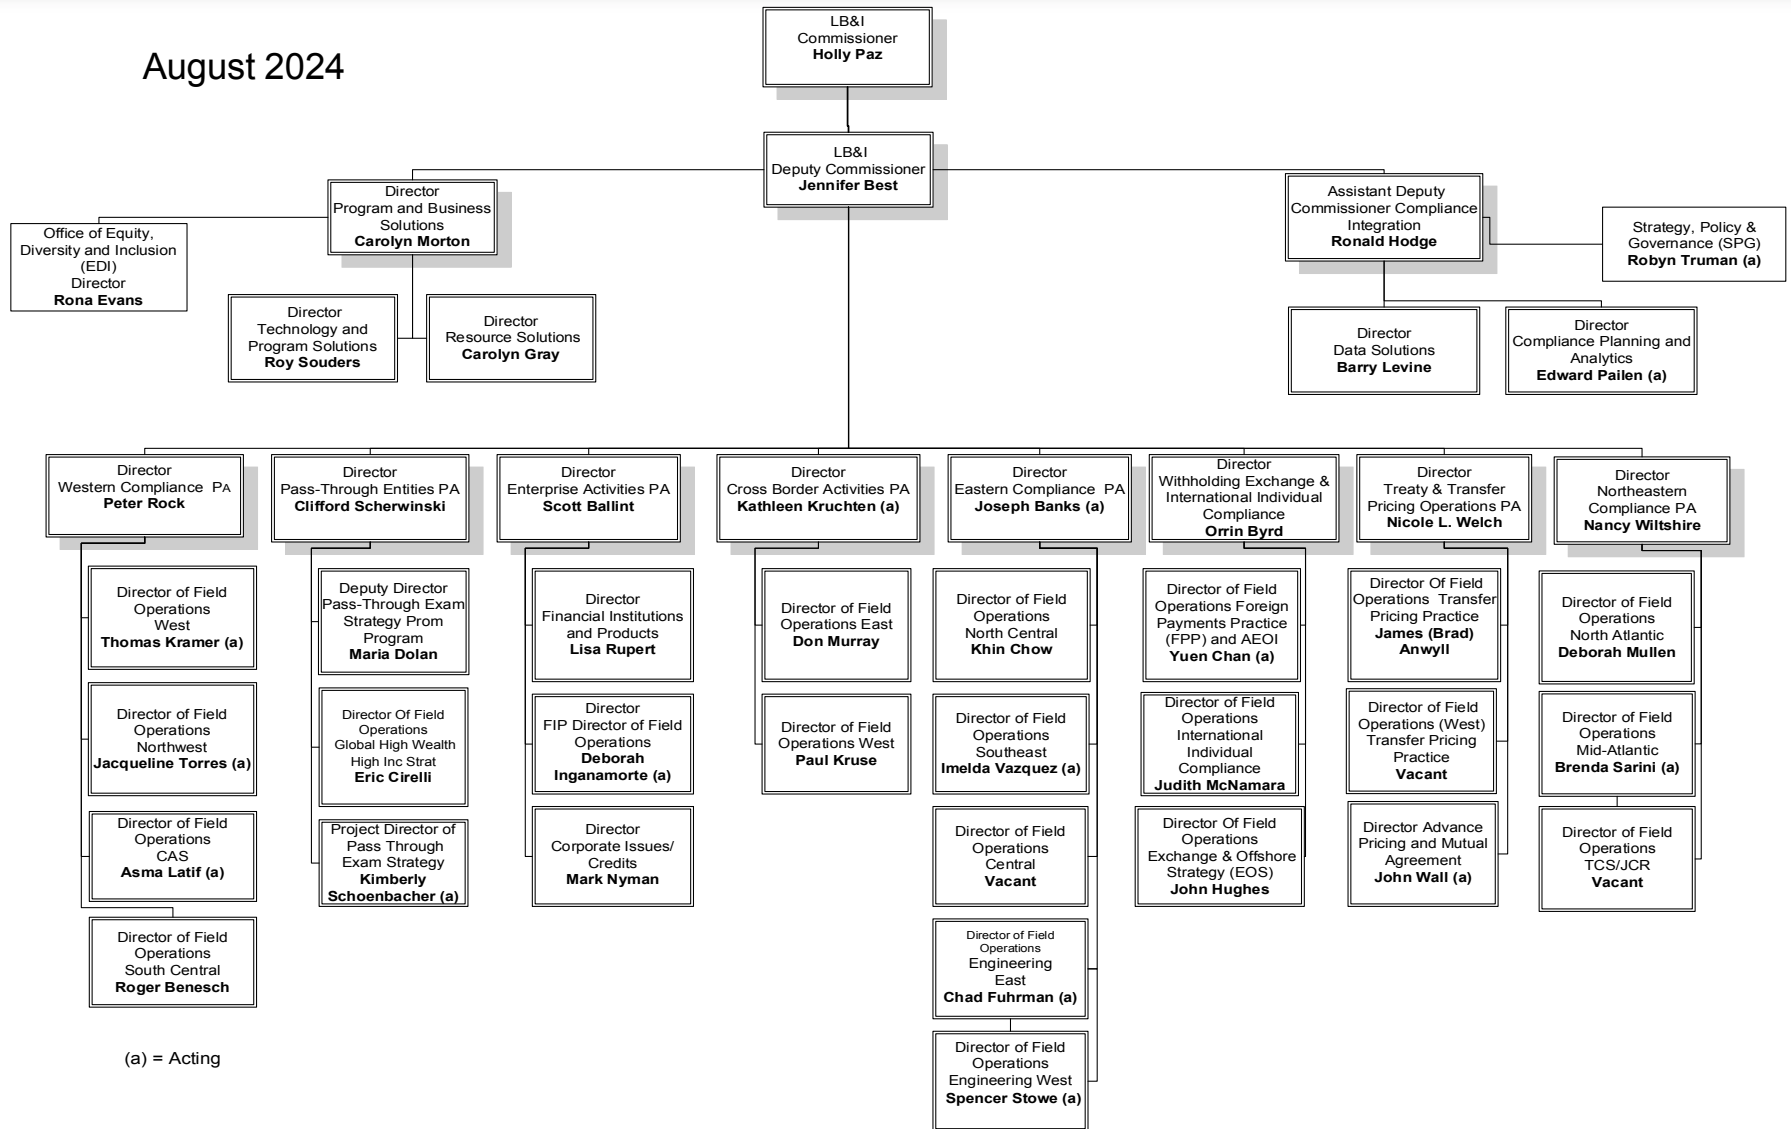 August 2024
LB&I
Commissioner
Holly Paz
LB&I
Deputy Commissioner
Jennifer Best
Director
Program and Business
Solutions
Carolyn Morton
Assistant Deputy
Commissioner Compliance
Integration
Ronald Hodge
Office of Equity,
Diversity and Inclusion
(EDI)
Director
Rona Evans
Strategy, Policy &
Governance (SPG)
Robyn Truman (a)
Director
Technology and
Program Solutions
Roy Souders
Director
Resource Solutions
Carolyn Gray
Director
Data Solutions
Barry Levine
Director
Compliance Planning and
Analytics
Edward Pailen (a)
Director
Western Compliance PA
Peter Rock
Director
Pass-Through Entities PA
Clifford Scherwinski
Director
Enterprise Activities PA
Scott Ballint
Director
Cross Border Activities PA
Kathleen Kruchten (a)
Director
Eastern Compliance PA
Joseph Banks (a)
Director
Withholding Exchange &
International Individual
Compliance
Orrin Byrd
Director
Treaty & Transfer
Pricing Operations PA
Nicole L. Welch
Director
Northeastern
Compliance PA
Nancy Wiltshire
Director of Field
Operations
West
Thomas Kramer (a)
Director of Field
Operations
Northwest
Jacqueline Torres (a)
Director of Field
Operations
CAS
Asma Latif (a)
Director of Field
Operations
South Central
Roger Benesch
Deputy Director
Pass-Through Exam
Strategy Prom
Program
Maria Dolan
Director Of Field
Operations
Global High Wealth
High Inc Strat
Eric Cirelli
Project Director of
Pass Through
Exam Strategy
Kimberly
Schoenbacher (a)
Director
Financial Institutions
and Products
Lisa Rupert
Director
FIP Director of Field
Operations
Deborah
Inganamorte (a)
Director
Corporate Issues/
Credits
Mark Nyman
Director of Field
Operations East
Don Murray
Director of Field
Operations West
Paul Kruse
Director of Field
Operations
North Central
Khin Chow
Director of Field
Operations
Southeast
Imelda Vazquez (a)
Director of Field
Operations
Central
Vacant
Director of Field
Operations
Engineering
East
Chad Fuhrman (a)
Director of Field
Operations
Engineering West
Spencer Stowe (a)
Director of Field
Operations Foreign
Payments Practice
(FPP) and AEOI
Yuen Chan (a)
Director of Field
Operations
International
Individual
Compliance
Judith McNamara
Director Of Field
Operations
Exchange & Offshore
Strategy (EOS)
John Hughes
Director Of Field
Operations Transfer
Pricing Practice
James (Brad)
Anwyll
Director of Field
Operations (West)
Transfer Pricing
Practice
Vacant
Director Advance
Pricing and Mutual
Agreement
John Wall (a)
Director of Field
Operations
North Atlantic
Deborah Mullen
Director of Field
Operations
Mid-Atlantic
Brenda Sarini (a)
Director of Field
Operations
TCS/JCR
Vacant
(a) = Acting